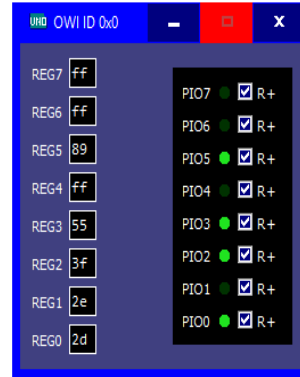 UNO OWI ID 0x0
REG7 ff
REG6 ff
REG5 89
REG4 ff
REG3 55
REG2 3f
REG1 2e
REG0 2d
PIO7 R+
PIO6 R+
PIO5 R+
PIO4 R+
PIO3 R+
PIO2 R+
PIO1 R+
PIO0 R+